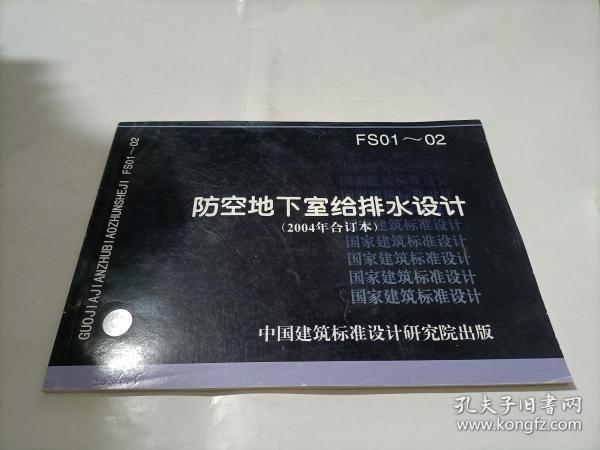 FS01～02
防空地下室给排水设计
(2004年合订本)
国家建筑标准设计
国家建筑标准设计
国家建筑标准设计
国家建筑标准设计
国家建筑标准设计
中国建筑标准设计研究院出版
GUOJIAJIANZHUBIAOZHUNSHEJI FS01～02
孔夫子旧书网
www.kongfz.com